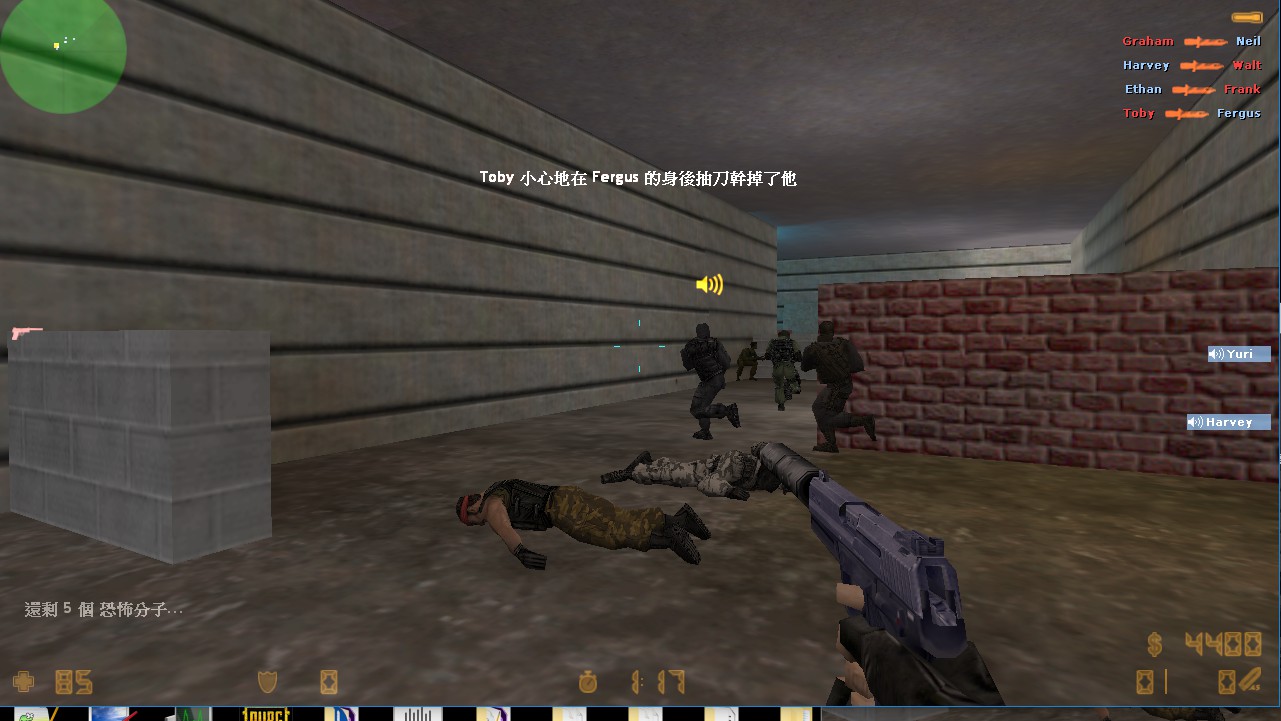 Graham Neil
Harvey Walt
Ethan Frank
Toby Fergus
Toby 小心地在 Fergus 的身後抽刀幹掉了他
Yuri
Harvey
還剩 5 個 恐怖分子...
$ 4400
85 0 1:17 0 | 0